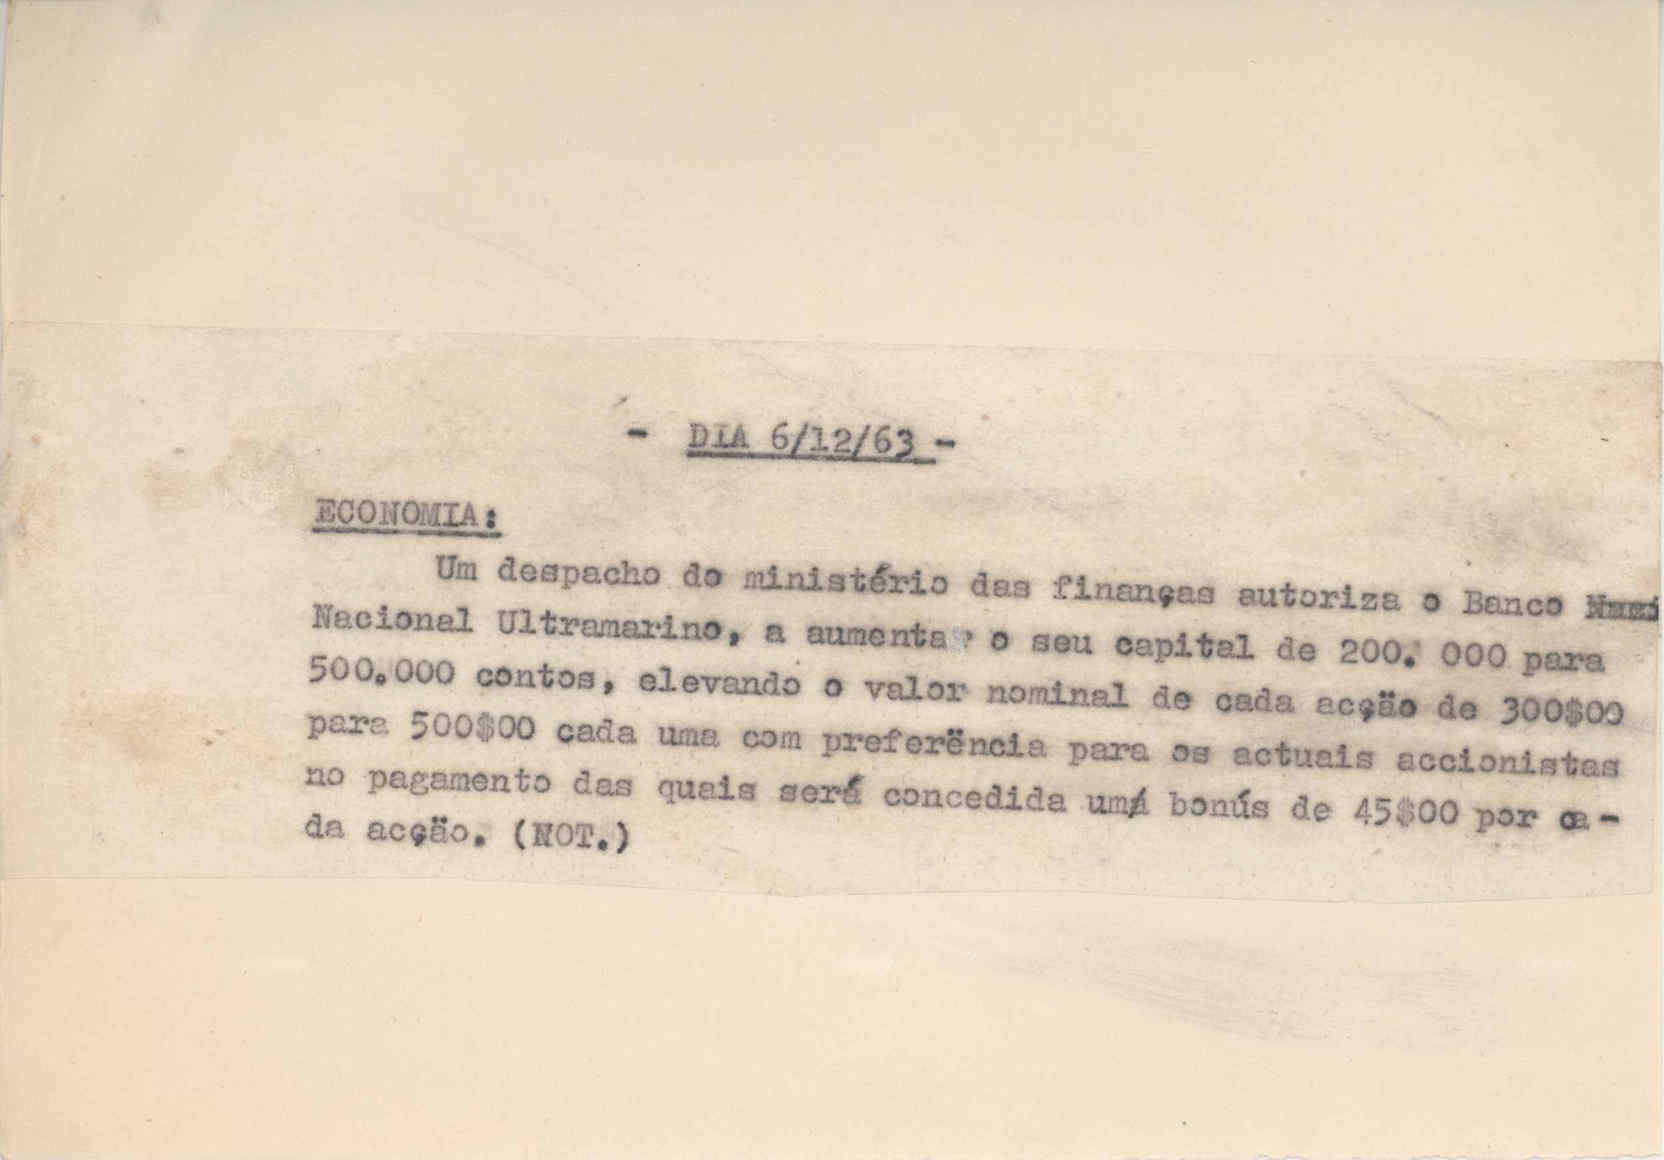 - DIA 6/12/63 -
ECONOMIA:
Um despacho do ministério das finanças autoriza o Banco
Nacional Ultramarino, a aumentar o seu capital de 200. 000 para
500.000 contos, elevando o valor nominal de cada acçäo de 300$00
para 500$00 cada uma com preferëncia para os actuais accionistas
no pagamento das quais será concedida um bonús de 45$00 por ca-
da acçäo. (NOT.)